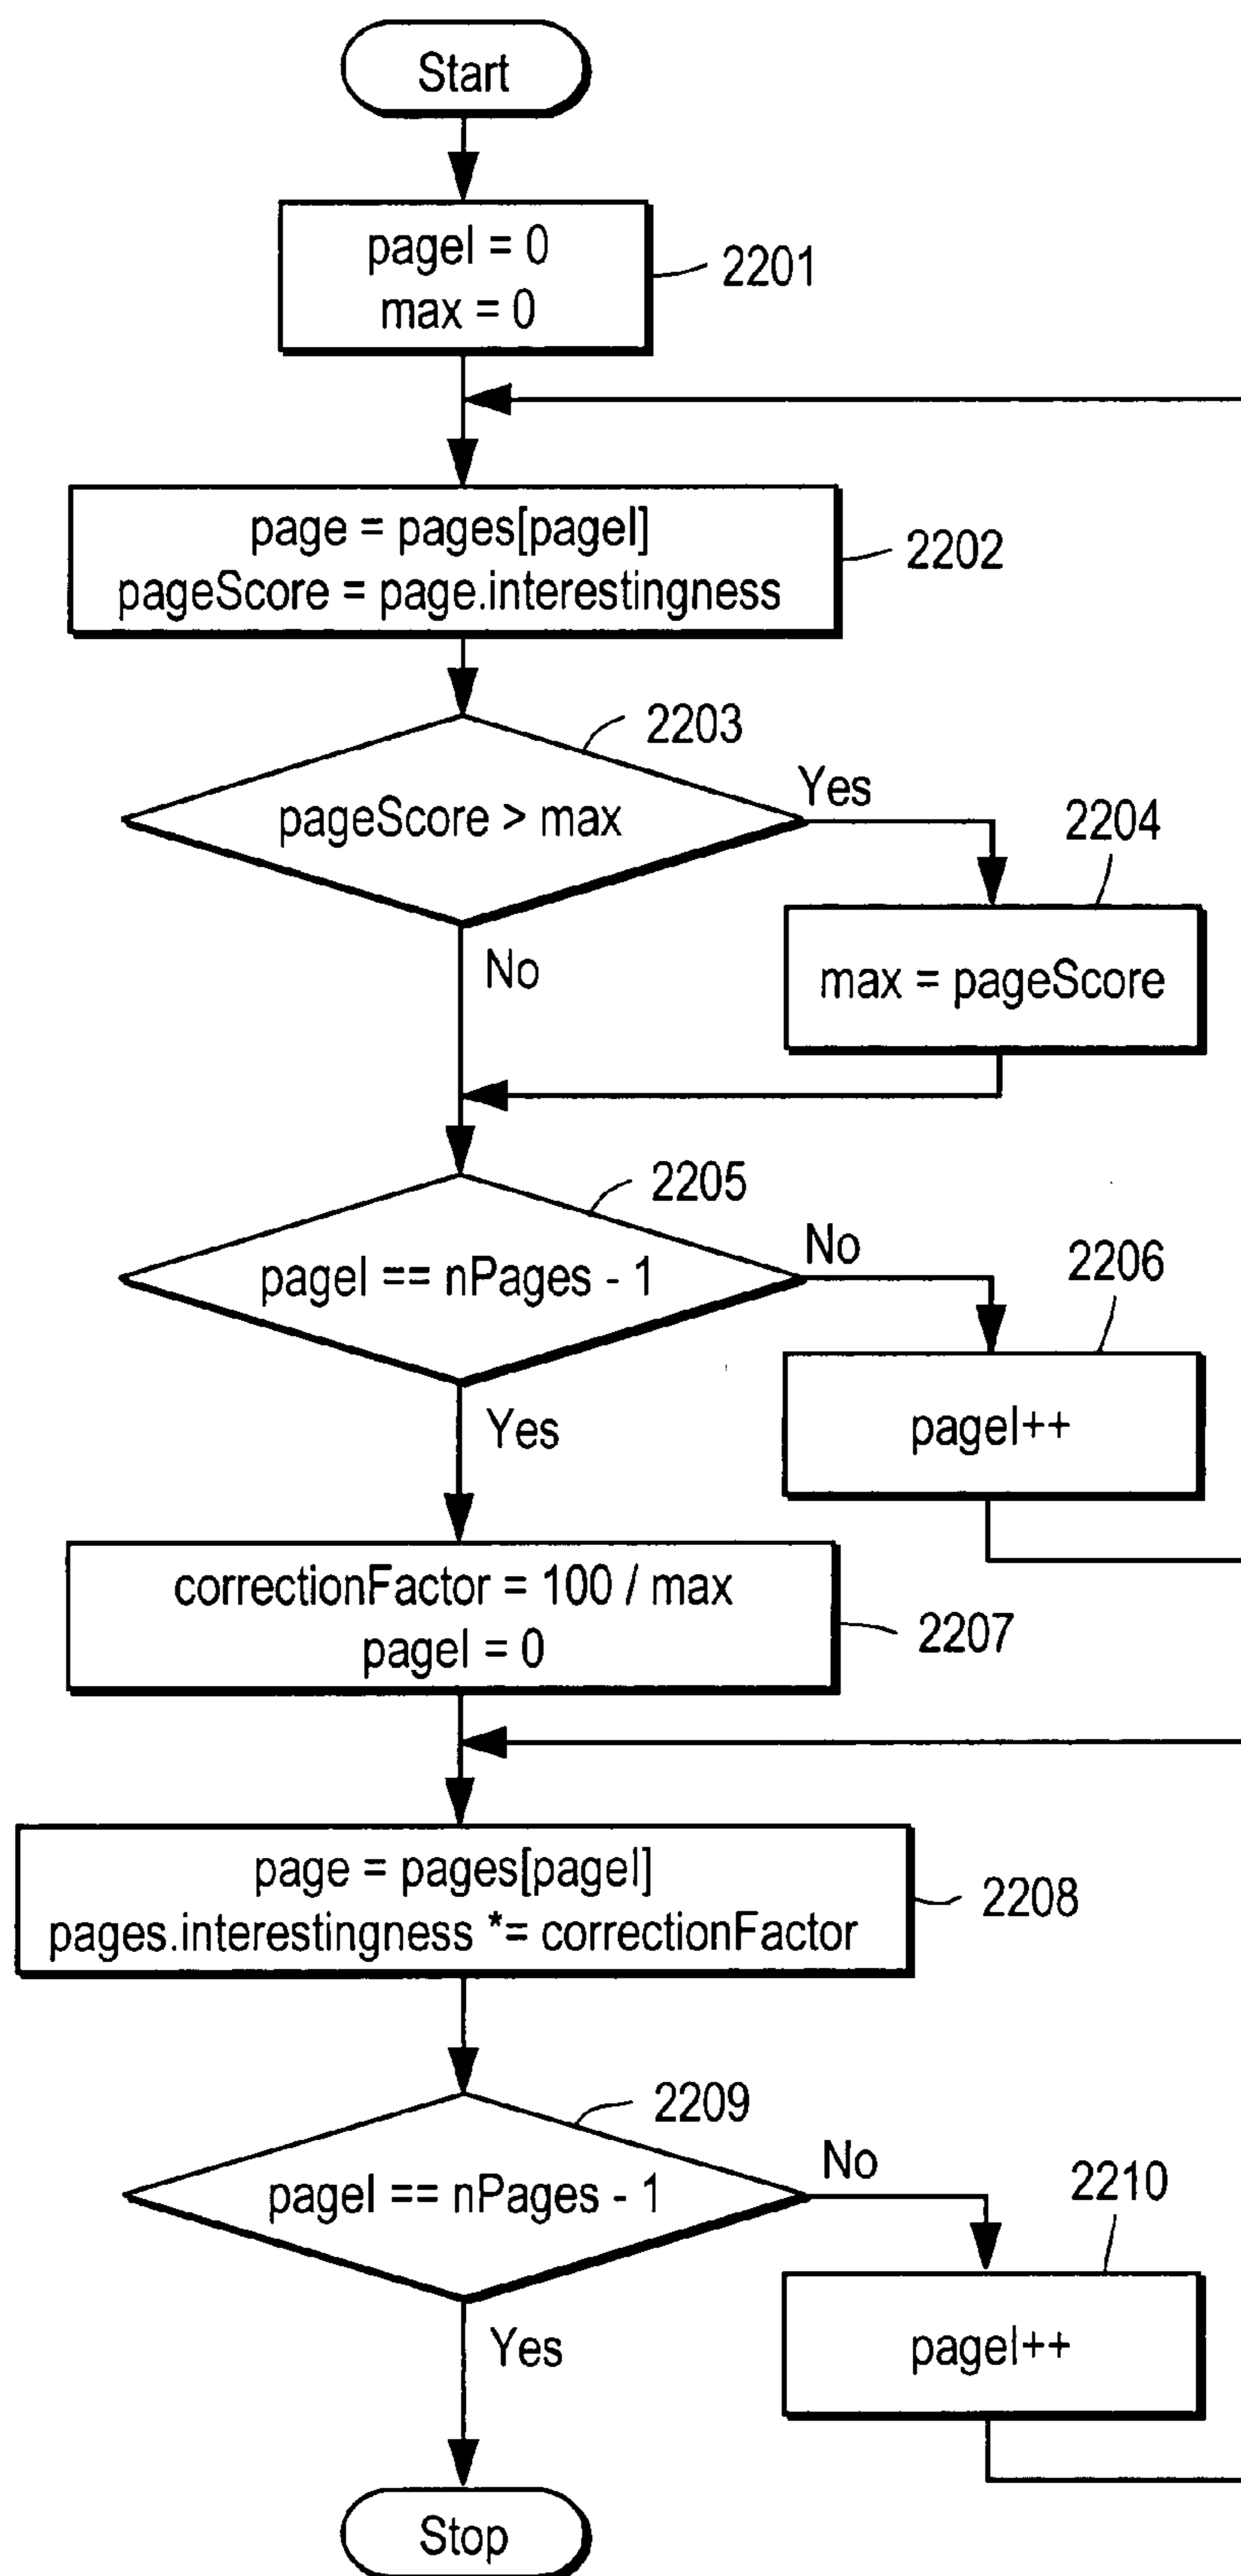 Start
pageI = 0
max = 0
2201
page = pages[pageI]
pageScore = page.interestingness
2202
2203
pageScore > max
Yes
2204
No
max = pageScore
2205
pageI == nPages - 1
No
2206
Yes
pageI++
correctionFactor = 100 / max
pageI = 0
2207
page = pages[pageI]
pages.interestingness *= correctionFactor
2208
2209
pageI == nPages - 1
No
2210
Yes
pageI++
Stop